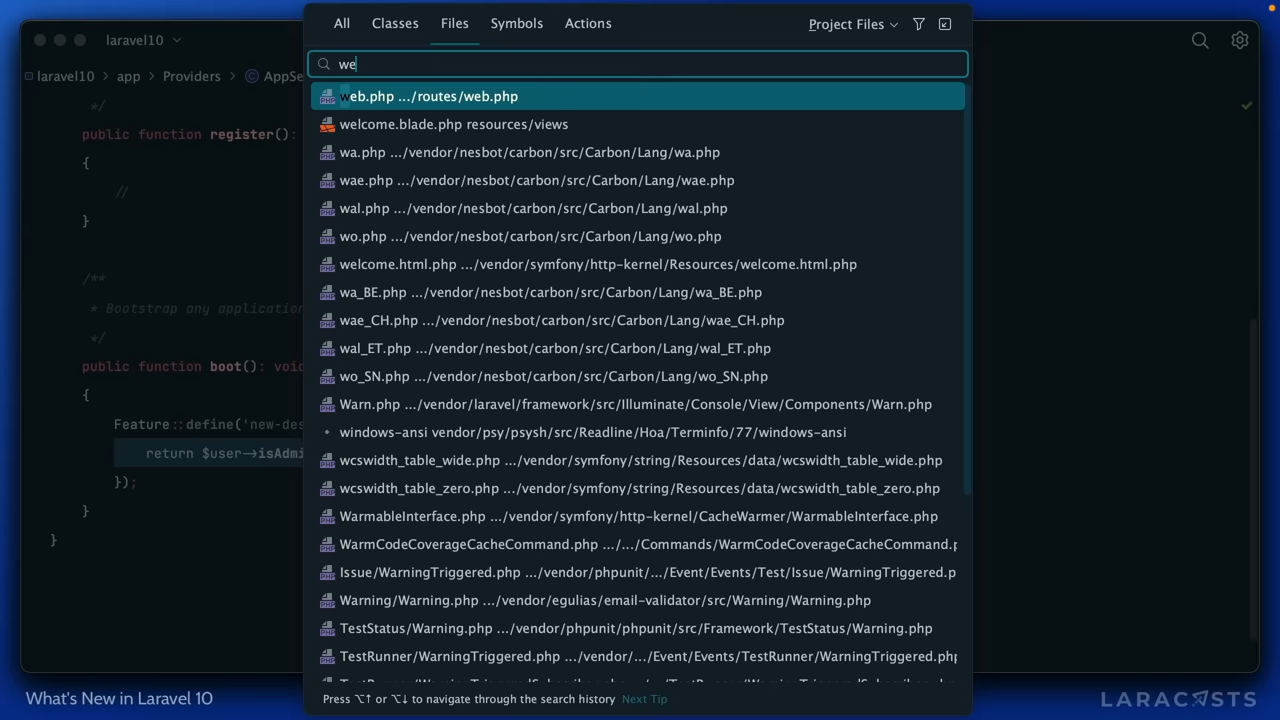 All Classes Files Symbols Actions Project Files
laravel10
we
laravel10 app Providers AppSe
web.php .../routes/web.php
welcome.blade.php resources/views
wa.php .../vendor/nesbot/carbon/src/Carbon/Lang/wa.php
wae.php .../vendor/nesbot/carbon/src/Carbon/Lang/wae.php
wal.php .../vendor/nesbot/carbon/src/Carbon/Lang/wal.php
wo.php .../vendor/nesbot/carbon/src/Carbon/Lang/wo.php
welcome.html.php .../vendor/symfony/http-kernel/Resources/welcome.html.php
wa_BE.php .../vendor/nesbot/carbon/src/Carbon/Lang/wa_BE.php
wae_CH.php .../vendor/nesbot/carbon/src/Carbon/Lang/wae_CH.php
wal_ET.php .../vendor/nesbot/carbon/src/Carbon/Lang/wal_ET.php
wo_SN.php .../vendor/nesbot/carbon/src/Carbon/Lang/wo_SN.php
Warn.php .../vendor/laravel/framework/src/Illuminate/Console/View/Components/Warn.php
windows-ansi vendor/psy/psysh/src/Readline/Hoa/Terminfo/77/windows-ansi
wcswidth_table_wide.php .../vendor/symfony/string/Resources/data/wcswidth_table_wide.php
wcswidth_table_zero.php .../vendor/symfony/string/Resources/data/wcswidth_table_zero.php
WarmableInterface.php .../vendor/symfony/http-kernel/CacheWarmer/WarmableInterface.php
WarmCodeCoverageCacheCommand.php .../.../Commands/WarmCodeCoverageCacheCommand.p
Issue/WarningTriggered.php .../vendor/phpunit/.../Event/Events/Test/Issue/WarningTriggered.p
Warning/Warning.php .../vendor/egulias/email-validator/src/Warning/Warning.php
TestStatus/Warning.php .../vendor/phpunit/phpunit/src/Framework/TestStatus/Warning.php
TestRunner/WarningTriggered.php .../vendor/.../Event/Events/TestRunner/WarningTriggered.php
Press ⌥↑ or ⌥↓ to navigate through the search history Next Tip
*/
public function register():
{
//
}
/**
* Bootstrap any application
*/
public function boot(): voi
{
Feature::define('new-des
return $user->isAdmi
});
}
}
What's New in Laravel 10
LARACASTS